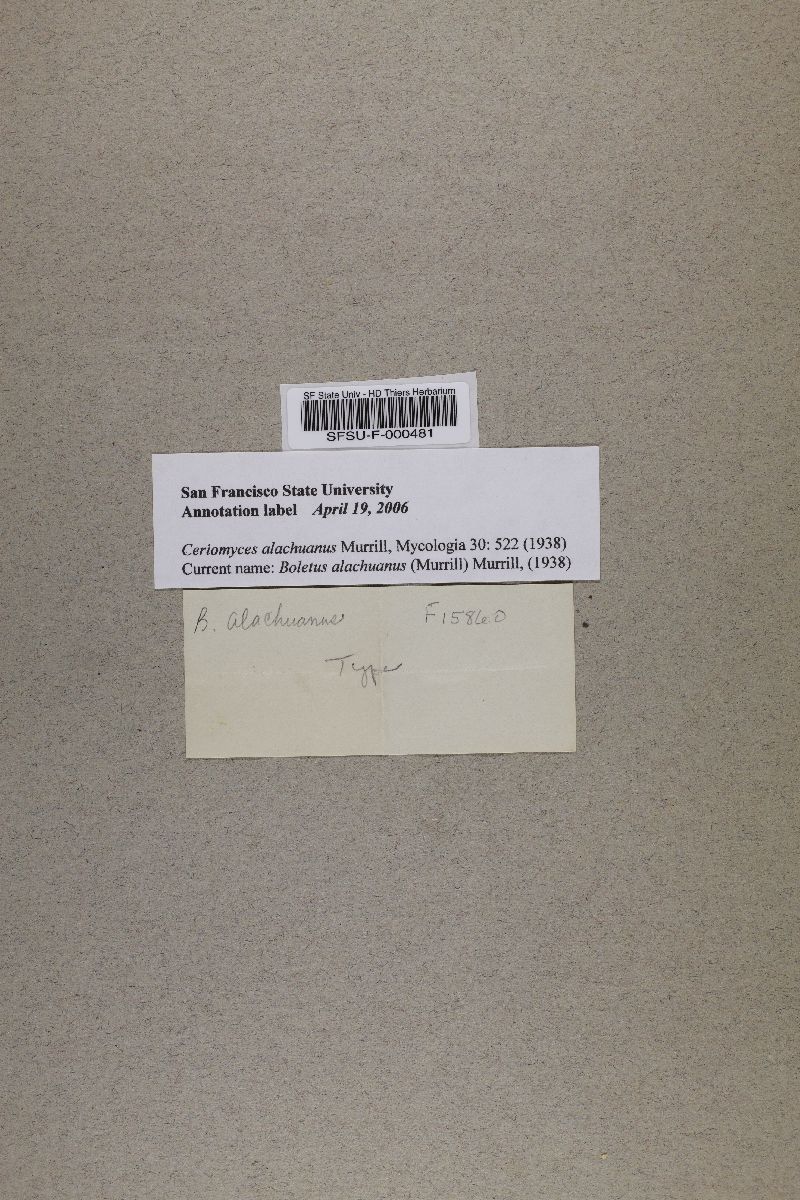 SF State Univ - HD Thiers Herbarium
SFSU-F-000481
San Francisco State University
Annotation label April 19, 2006
Ceriomyces alachuanus Murrill, Mycologia 30: 522 (1938)
Current name: Boletus alachuanus (Murrill) Murrill, (1938)
B. alachuanus F15860
Type